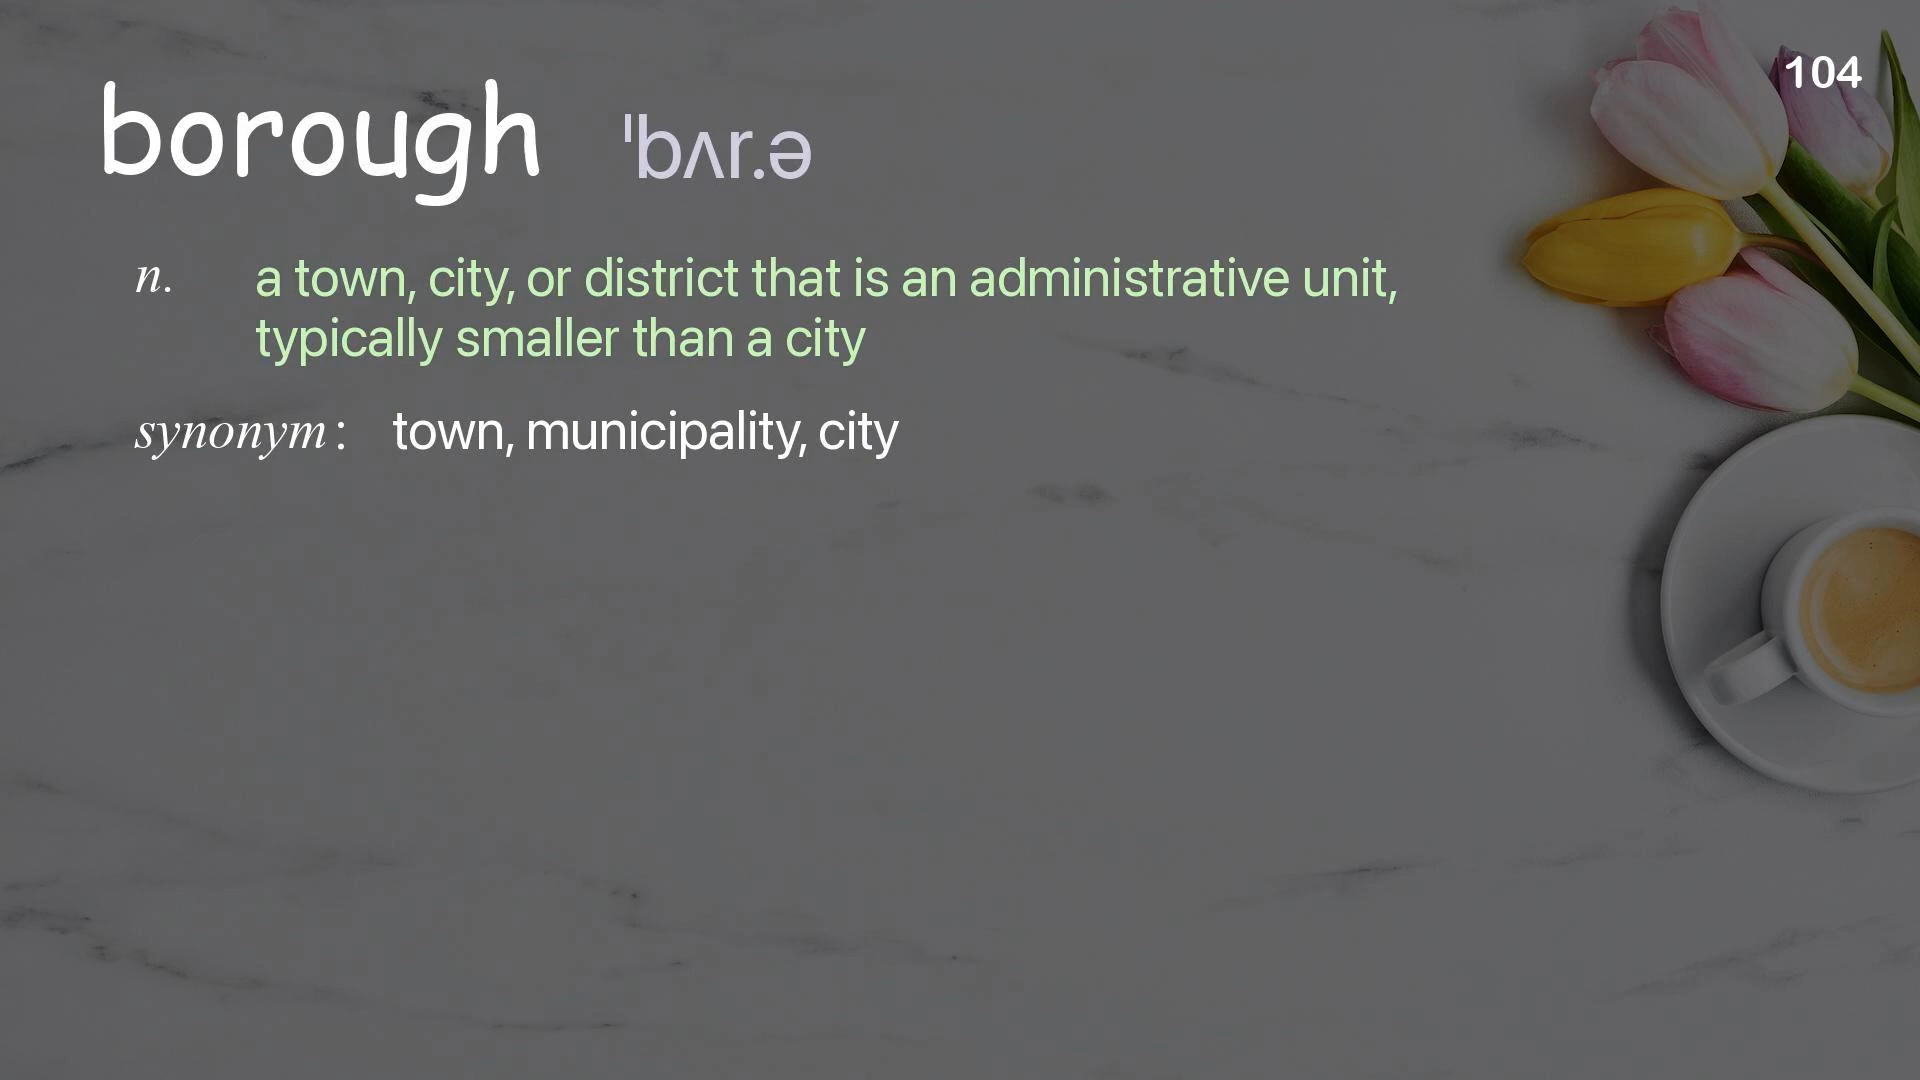 104
borough ˈbʌr.ə
n. a town, city, or district that is an administrative unit,
typically smaller than a city
synonym: town, municipality, city